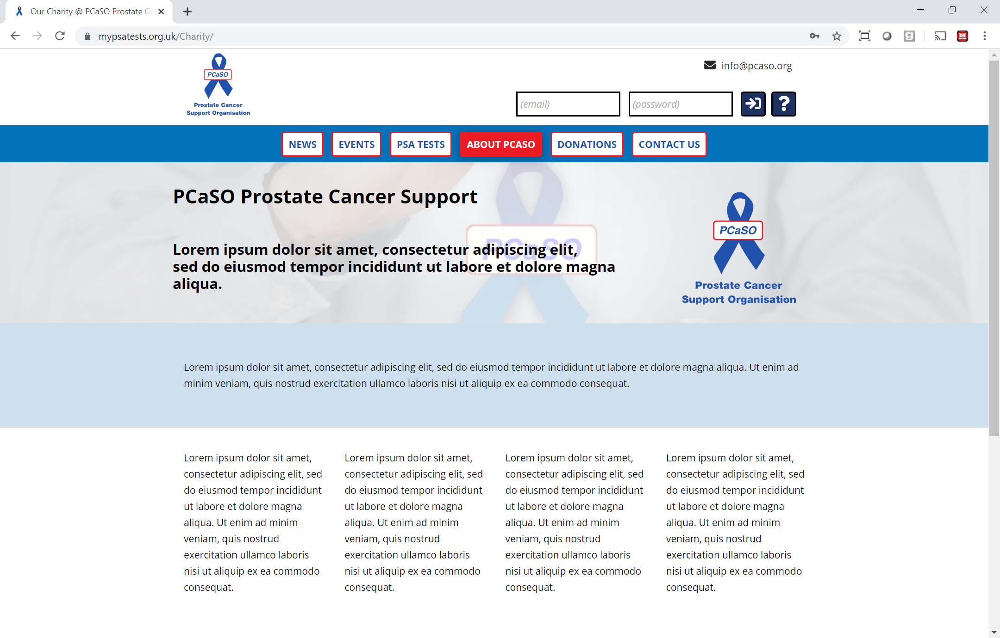 Our Charity @ PCaSO Prostate
mypsatests.org.uk/Charity/
PCaSO
Prostate Cancer
Support Organisation
info@pcaso.org
(email)
(password)
NEWS
EVENTS
PSA TESTS
ABOUT PCASO
DONATIONS
CONTACT US
PCaSO Prostate Cancer Support
PCaSO
Lorem ipsum dolor sit amet, consectetur adipiscing elit,
sed do eiusmod tempor incididunt ut labore et dolore magna
aliqua.
PCaSO
Prostate Cancer
Support Organisation
Lorem ipsum dolor sit amet, consectetur adipiscing elit, sed do eiusmod tempor incididunt ut labore et dolore magna aliqua. Ut enim ad
minim veniam, quis nostrud exercitation ullamco laboris nisi ut aliquip ex ea commodo consequat.
Lorem ipsum dolor sit amet,
consectetur adipiscing elit, sed
do eiusmod tempor incididunt
ut labore et dolore magna
aliqua. Ut enim ad minim
veniam, quis nostrud
exercitation ullamco laboris
nisi ut aliquip ex ea commodo
consequat.
Lorem ipsum dolor sit amet,
consectetur adipiscing elit, sed
do eiusmod tempor incididunt
ut labore et dolore magna
aliqua. Ut enim ad minim
veniam, quis nostrud
exercitation ullamco laboris
nisi ut aliquip ex ea commodo
consequat.
Lorem ipsum dolor sit amet,
consectetur adipiscing elit, sed
do eiusmod tempor incididunt
ut labore et dolore magna
aliqua. Ut enim ad minim
veniam, quis nostrud
exercitation ullamco laboris
nisi ut aliquip ex ea commodo
consequat.
Lorem ipsum dolor sit amet,
consectetur adipiscing elit, sed
do eiusmod tempor incididunt
ut labore et dolore magna
aliqua. Ut enim ad minim
veniam, quis nostrud
exercitation ullamco laboris
nisi ut aliquip ex ea commodo
consequat.